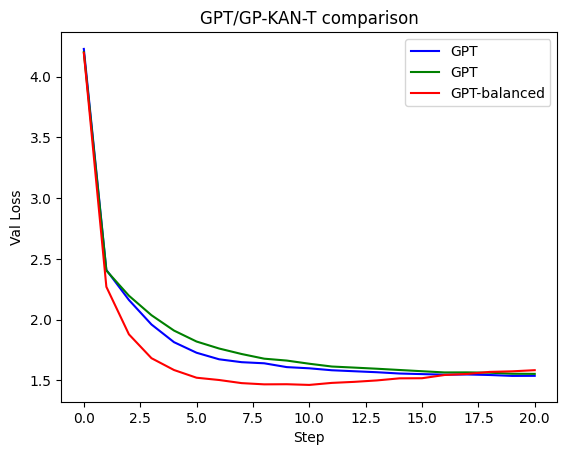 GPT/GP-KAN-T comparison
GPT
GPT
GPT-balanced
Val Loss
4.0
3.5
3.0
2.5
2.0
1.5
0.0 2.5 5.0 7.5 10.0 12.5 15.0 17.5 20.0
Step